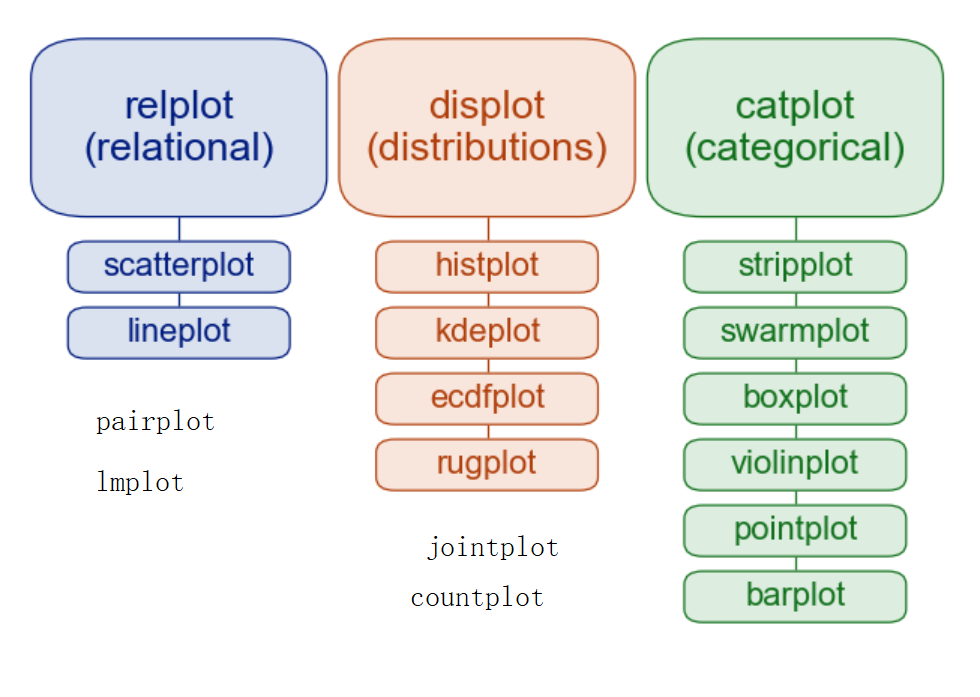 relplot
(relational)
scatterplot
lineplot
pairplot
lmplot
displot
(distributions)
histplot
kdeplot
ecdfplot
rugplot
jointplot
countplot
catplot
(categorical)
stripplot
swarmplot
boxplot
violinplot
pointplot
barplot